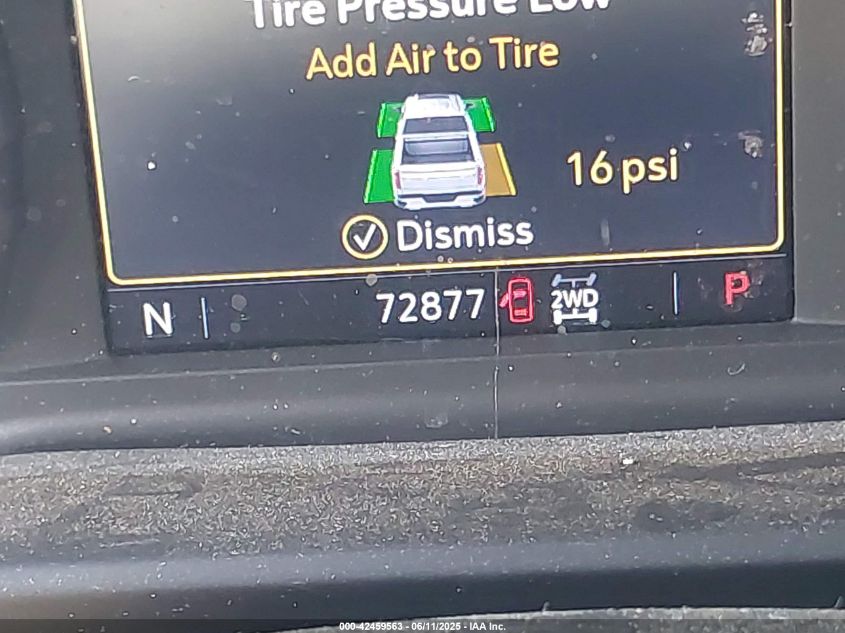 Tire Pressure Low
Add Air to Tire
16 psi
Dismiss
N 72877 2WD P
000-42459563 - 06/11/2025 - IAA Inc.